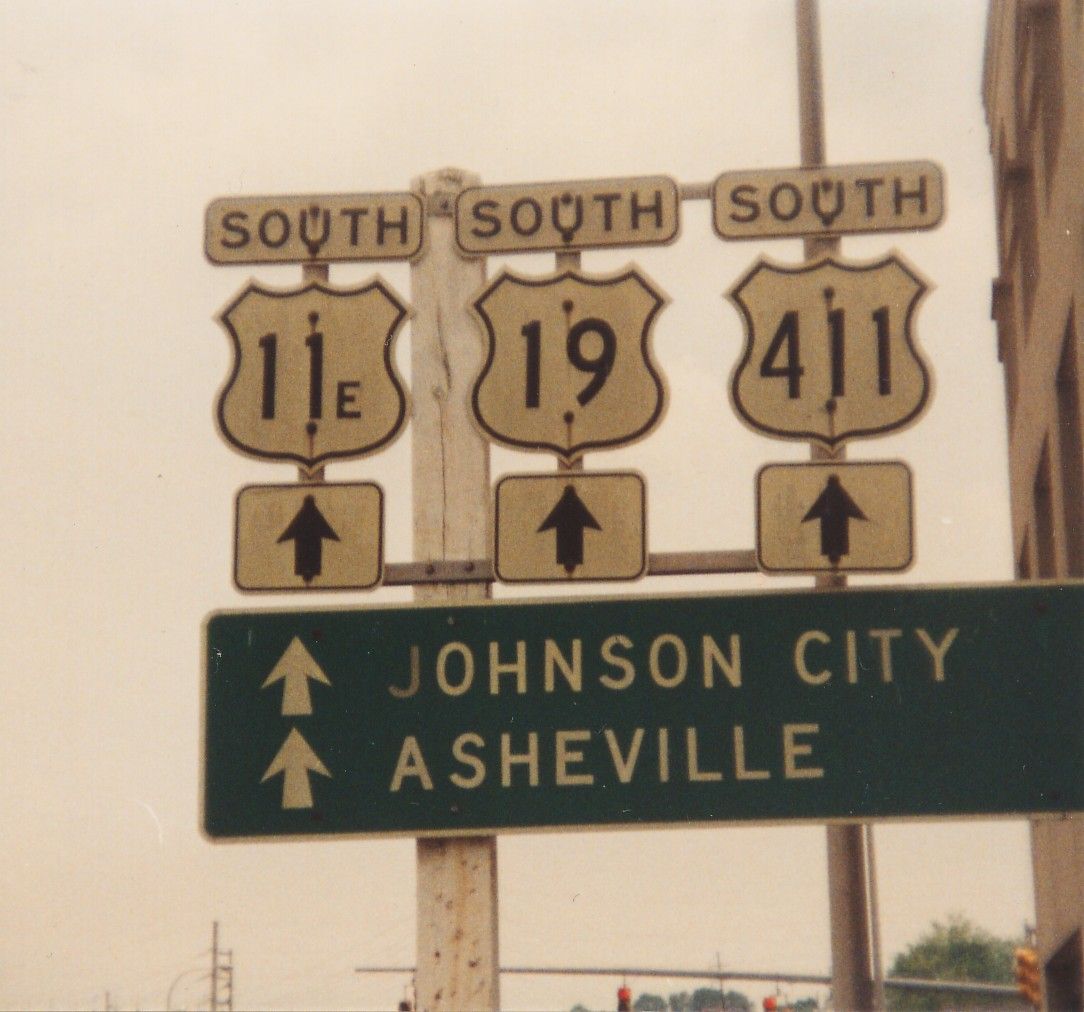 SOUTH SOUTH SOUTH
11E 19 411
JOHNSON CITY
ASHEVILLE